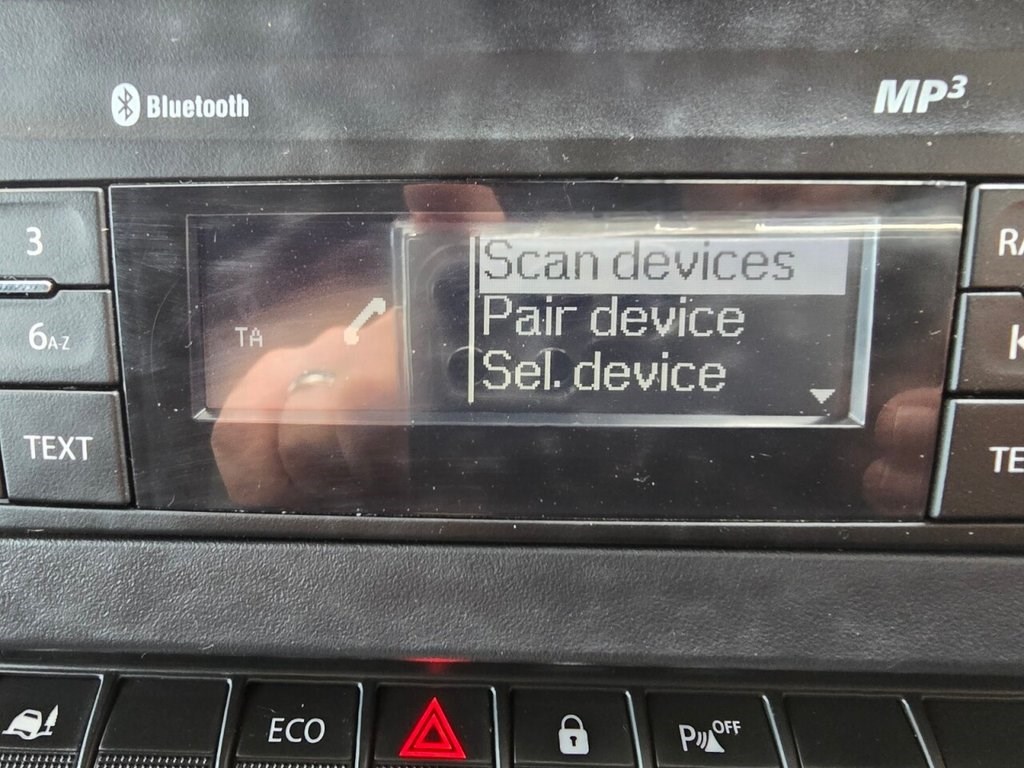 Bluetooth
MP3
3
6A-Z
TEXT
TA
Scan devices
Pair device
Sel. device
ECO
P OFF